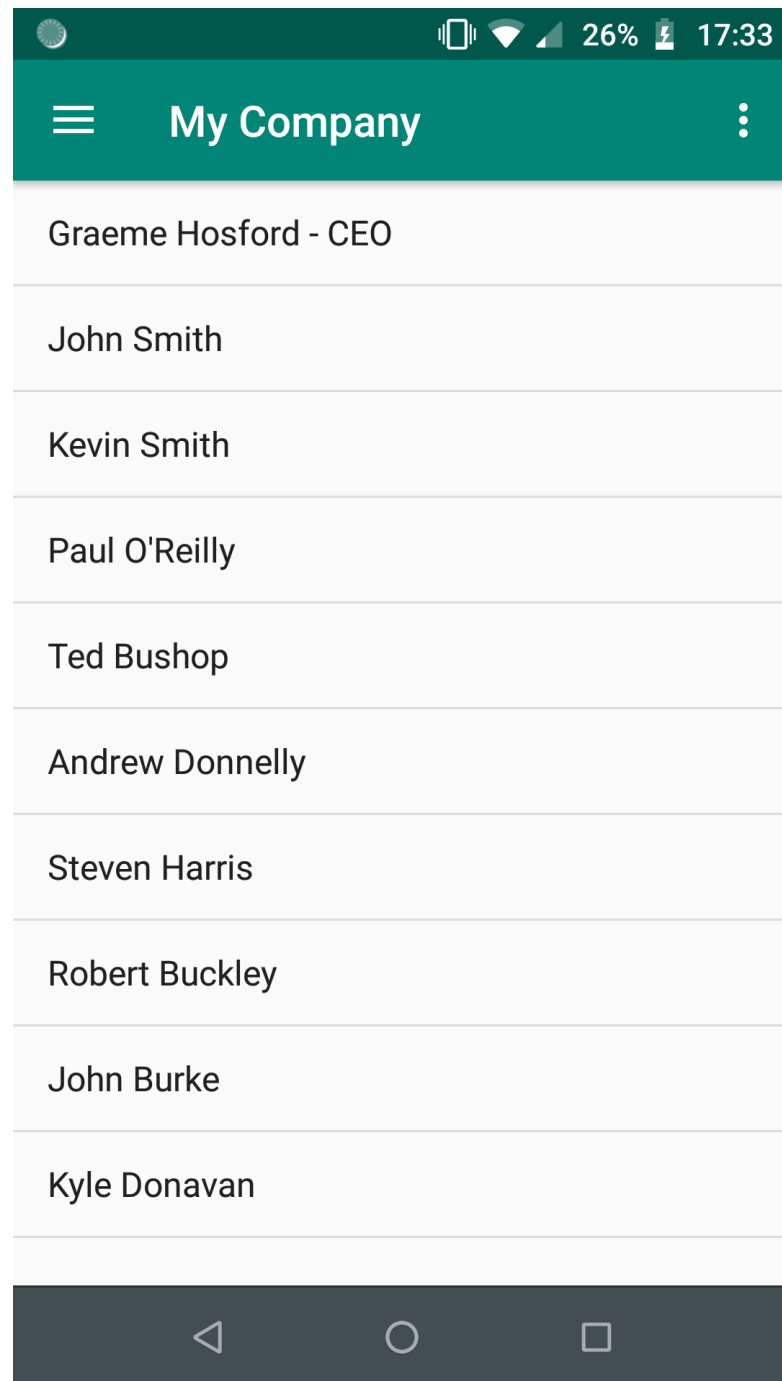 26% 17:33
My Company
Graeme Hosford - CEO
John Smith
Kevin Smith
Paul O'Reilly
Ted Bushop
Andrew Donnelly
Steven Harris
Robert Buckley
John Burke
Kyle Donavan